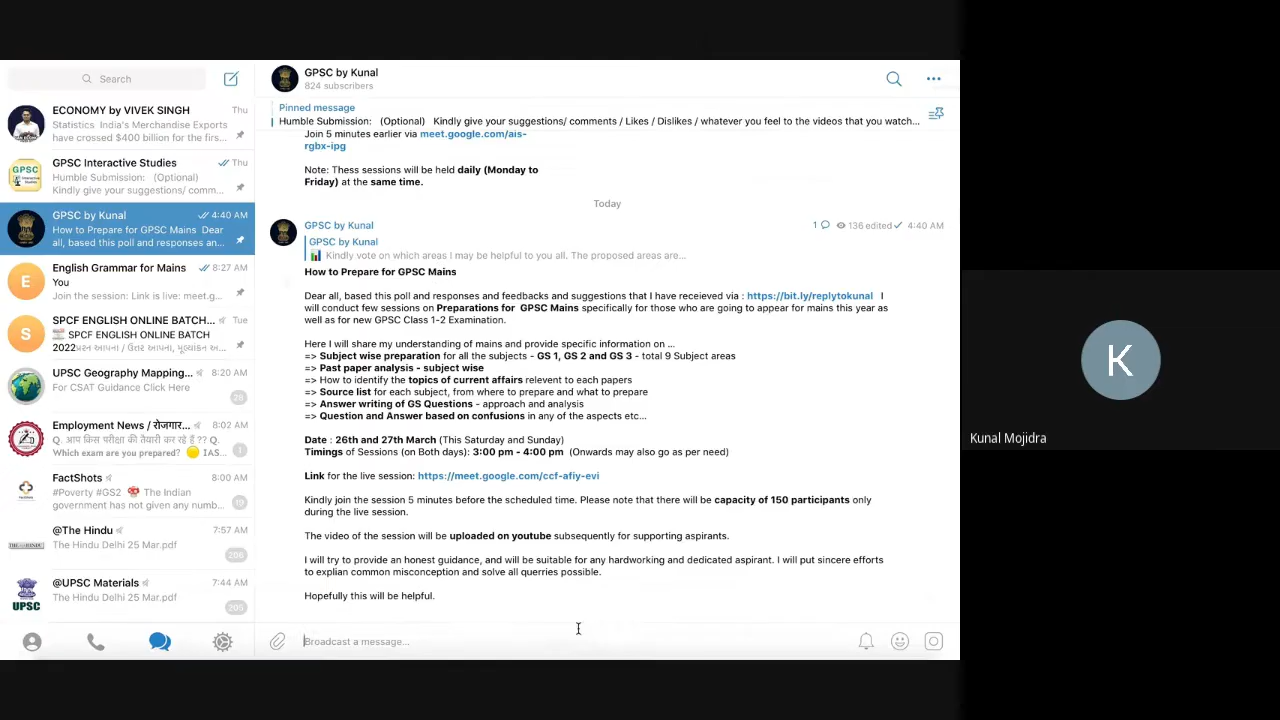 Search
ECONOMY by VIVEK SINGH
Thu
Statistics India's Merchandise Exports
have crossed $400 billion for the firs...
GPSC Interactive Studies
Thu
Humble Submission: (Optional)
Kindly give your suggestions/ comm...
GPSC
GPSC by Kunal
4:40 AM
How to Prepare for GPSC Mains Dear
all, based this poll and responses an...
English Grammar for Mains
8:27 AM
You
Join the session: Link is live: meet.g...
E
SPCF ENGLISH ONLINE BATCH...
Tue
SPCF ENGLISH ONLINE BATCH
2022પ્રશ્ન આપના / ઉત્તર આપનો, મૂલ્યાંકન અ...
S
UPSC Geography Mapping...
8:20 AM
For CSAT Guidance Click Here
Employment News / रोजगार...
8:02 AM
Q. आप किस परीक्षा की तैयारी कर रहे हैं ?? Q.
Which exam are you prepared? IAS...
1
FactShots
8:00 AM
#Poverty #GS2 The Indian
government has not given any numb...
19
@The Hindu
7:57 AM
The Hindu Delhi 25 Mar.pdf
206
THE HINDU
@UPSC Materials
7:44 AM
The Hindu Delhi 25 Mar.pdf
205
UPSC
GPSC by Kunal
824 subscribers
Pinned message
Humble Submission: (Optional) Kindly give your suggestions/ comments / Likes / Dislikes / whatever you feel to the videos that you watch...
Join 5 minutes earlier via meet.google.com/ais-
rgbx-ipg
Note: Thess sessions will be held daily (Monday to
Friday) at the same time.
Today
GPSC by Kunal
1
136 edited
4:40 AM
GPSC by Kunal
Kindly vote on which areas I may be helpful to you all. The proposed areas are...
How to Prepare for GPSC Mains
Dear all, based this poll and responses and feedbacks and suggestions that I have receieved via : https://bit.ly/replytokunal I
will conduct few sessions on Preparations for GPSC Mains specifically for those who are going to appear for mains this year as
well as for new GPSC Class 1-2 Examination.
Here I will share my understanding of mains and provide specific information on ...
=> Subject wise preparation for all the subjects - GS 1, GS 2 and GS 3 - total 9 Subject areas
=> Past paper analysis - subject wise
=> How to identify the topics of current affairs relevent to each papers
=> Source list for each subject, from where to prepare and what to prepare
=> Answer writing of GS Questions - approach and analysis
=> Question and Answer based on confusions in any of the aspects etc...
Date : 26th and 27th March (This Saturday and Sunday)
Timings of Sessions (on Both days): 3:00 pm - 4:00 pm (Onwards may also go as per need)
Link for the live session: https://meet.google.com/ccf-afiy-evi
Kindly join the session 5 minutes before the scheduled time. Please note that there will be capacity of 150 participants only
during the live session.
The video of the session will be uploaded on youtube subsequently for supporting aspirants.
I will try to provide an honest guidance, and will be suitable for any hardworking and dedicated aspirant. I will put sincere efforts
to explian common misconception and solve all querries possible.
Hopefully this will be helpful.
Broadcast a message...
K
Kunal Mojidra